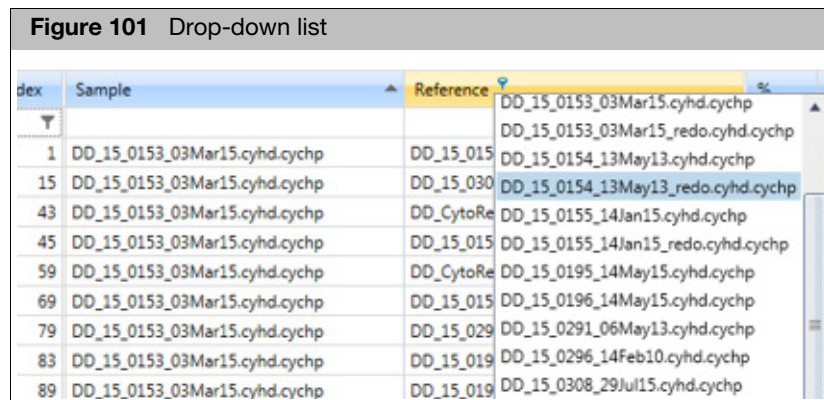 Figure 101 Drop-down list
dex Sample Reference %
1 DD_15_0153_03Mar15.cyhd.cychp DD_15_015
15 DD_15_0153_03Mar15.cyhd.cychp DD_15_030
43 DD_15_0153_03Mar15.cyhd.cychp DD_CytoRe
45 DD_15_0153_03Mar15.cyhd.cychp DD_15_015
59 DD_15_0153_03Mar15.cyhd.cychp DD_CytoRe
69 DD_15_0153_03Mar15.cyhd.cychp DD_15_015
79 DD_15_0153_03Mar15.cyhd.cychp DD_15_029
83 DD_15_0153_03Mar15.cyhd.cychp DD_15_019
89 DD_15_0153_03Mar15.cyhd.cychp DD_15_019
DD_15_0153_03Mar15.cyhd.cychp
DD_15_0153_03Mar15_redo.cyhd.cychp
DD_15_0154_13May13.cyhd.cychp
DD_15_0154_13May13_redo.cyhd.cychp
DD_15_0155_14Jan15.cyhd.cychp
DD_15_0155_14Jan15_redo.cyhd.cychp
DD_15_0195_14May15.cyhd.cychp
DD_15_0196_14May15.cyhd.cychp
DD_15_0291_06May13.cyhd.cychp
DD_15_0296_14Feb10.cyhd.cychp
DD_15_0308_29Jul15.cyhd.cychp